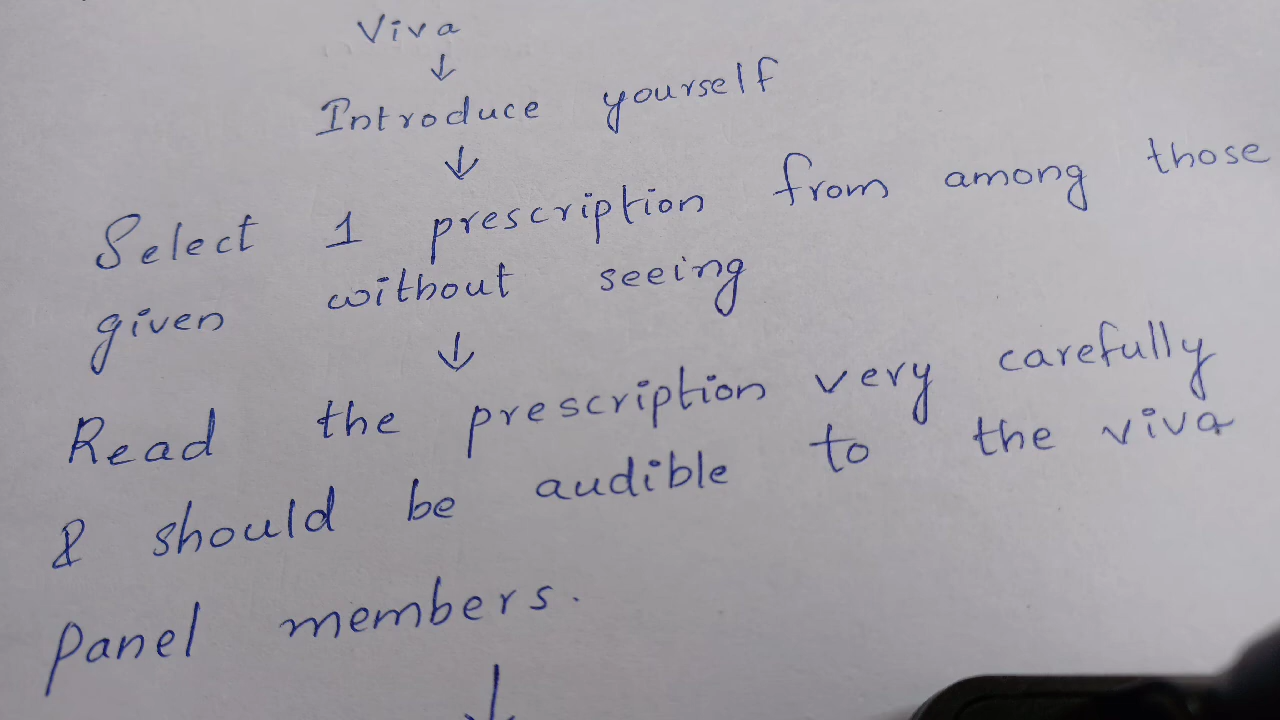 Viva
↓
Introduce yourself
↓
Select 1 prescription from among those
given without seeing
↓
Read the prescription very carefully
& should be audible to the viva
panel members.
↓